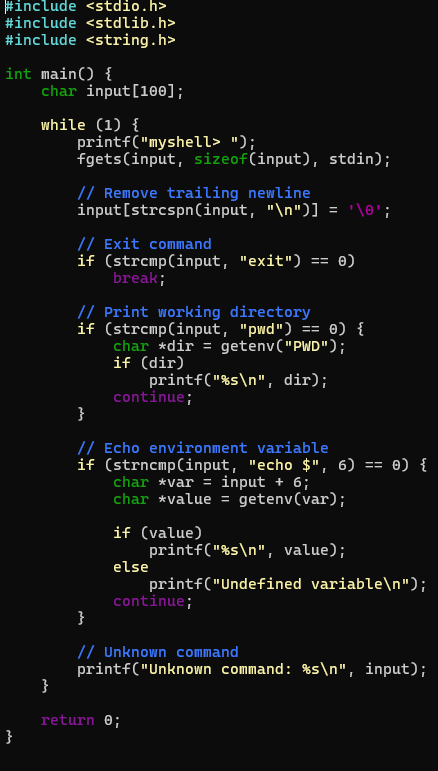 #include <stdio.h>
#include <stdlib.h>
#include <string.h>

int main() {
    char input[100];

    while (1) {
        printf("myshell> ");
        fgets(input, sizeof(input), stdin);

        // Remove trailing newline
        input[strcspn(input, "\n")] = '\0';

        // Exit command
        if (strcmp(input, "exit") == 0)
            break;

        // Print working directory
        if (strcmp(input, "pwd") == 0) {
            char *dir = getenv("PWD");
            if (dir)
                printf("%s\n", dir);
            continue;
        }

        // Echo environment variable
        if (strncmp(input, "echo $", 6) == 0) {
            char *var = input + 6;
            char *value = getenv(var);

            if (value)
                printf("%s\n", value);
            else
                printf("Undefined variable\n");
            continue;
        }

        // Unknown command
        printf("Unknown command: %s\n", input);
    }

    return 0;
}